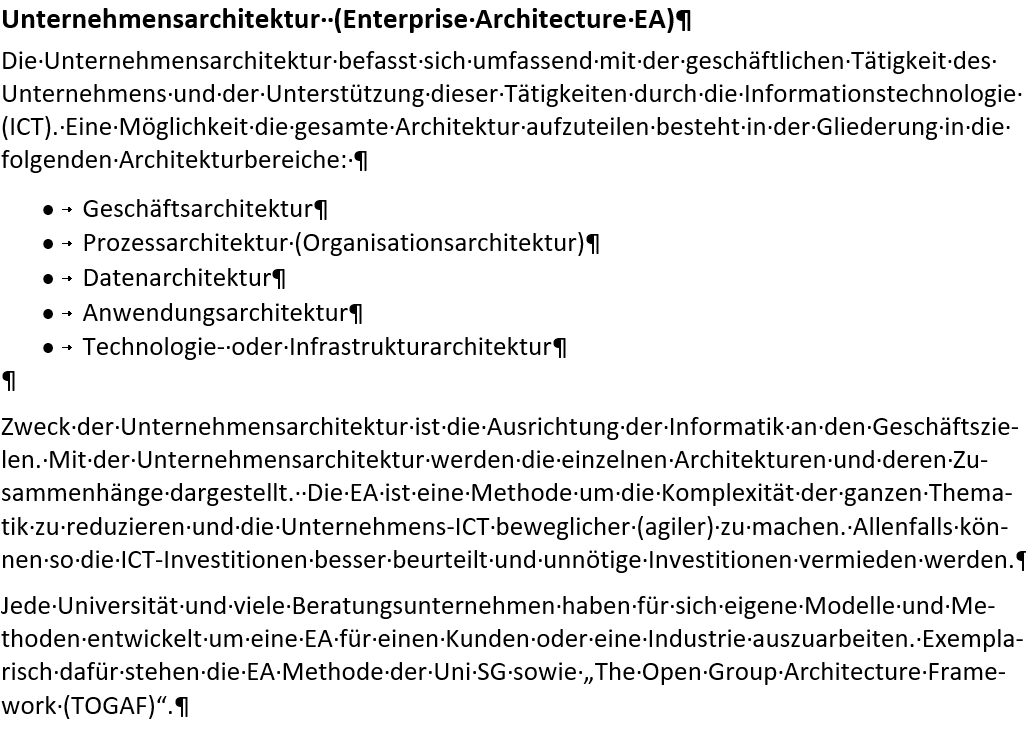 Unternehmensarchitektur··(Enterprise·Architecture·EA)¶
Die·Unternehmensarchitektur·befasst·sich·umfassend·mit·der·geschäftlichen·Tätigkeit·des·
Unternehmens·und·der·Unterstützung·dieser·Tätigkeiten·durch·die·Informationstechnologie·
(ICT).·Eine·Möglichkeit·die·gesamte·Architektur·aufzuteilen·besteht·in·der·Gliederung·in·die·
folgenden·Architekturbereiche:·¶
●→Geschäftsarchitektur¶
●→Prozessarchitektur·(Organisationsarchitektur)¶
●→Datenarchitektur¶
●→Anwendungsarchitektur¶
●→Technologie-·oder·Infrastrukturarchitektur¶
¶
Zweck·der·Unternehmensarchitektur·ist·die·Ausrichtung·der·Informatik·an·den·Geschäftszie-
len.·Mit·der·Unternehmensarchitektur·werden·die·einzelnen·Architekturen·und·deren·Zu-
sammenhänge·dargestellt.··Die·EA·ist·eine·Methode·um·die·Komplexität·der·ganzen·Thema-
tik·zu·reduzieren·und·die·Unternehmens-ICT·beweglicher·(agiler)·zu·machen.·Allenfalls·kön-
nen·so·die·ICT-Investitionen·besser·beurteilt·und·unnötige·Investitionen·vermieden·werden.¶
Jede·Universität·und·viele·Beratungsunternehmen·haben·für·sich·eigene·Modelle·und·Me-
thoden·entwickelt·um·eine·EA·für·einen·Kunden·oder·eine·Industrie·auszuarbeiten.·Exempla-
risch·dafür·stehen·die·EA·Methode·der·Uni·SG·sowie·„The·Open·Group·Architecture·Frame-
work·(TOGAF)“.¶